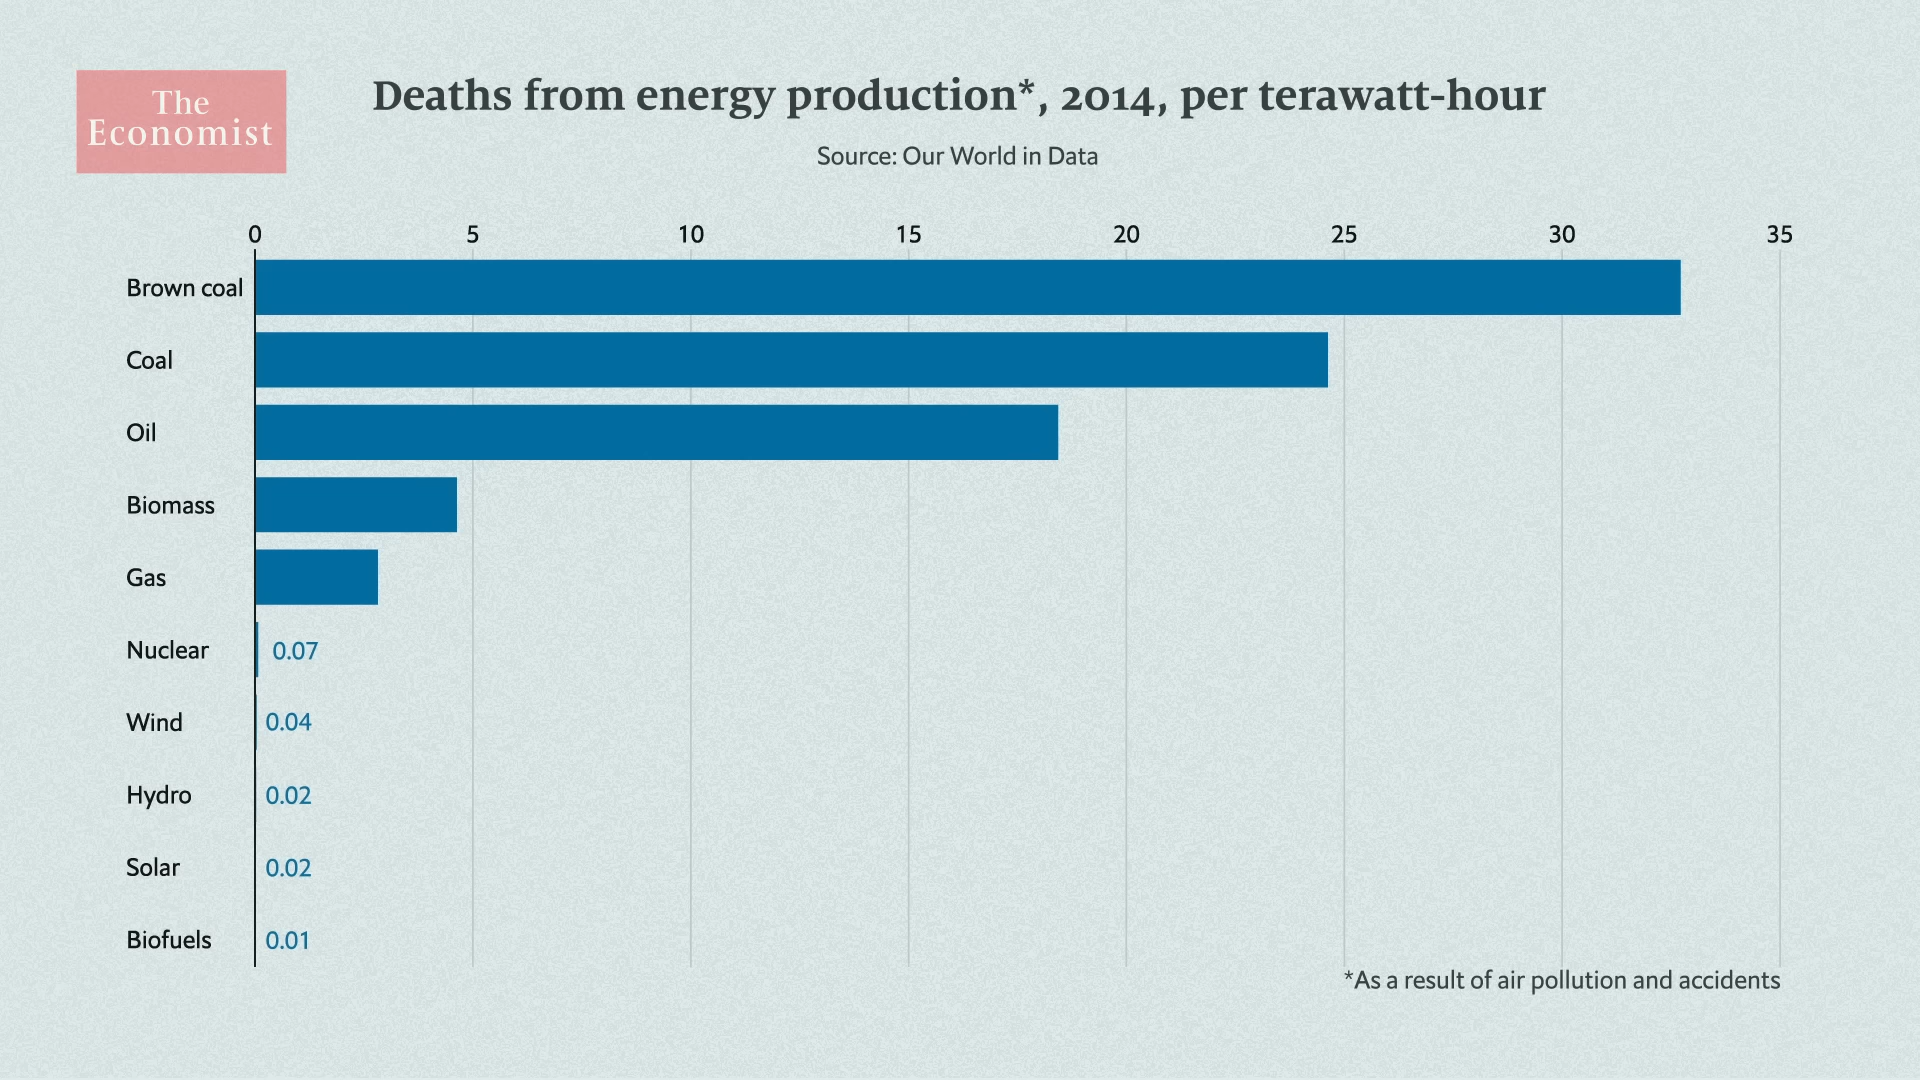 The
Economist
Deaths from energy production*, 2014, per terawatt-hour
Source: Our World in Data
0 5 10 15 20 25 30 35
Brown coal
Coal
Oil
Biomass
Gas
Nuclear 0.07
Wind 0.04
Hydro 0.02
Solar 0.02
Biofuels 0.01
*As a result of air pollution and accidents